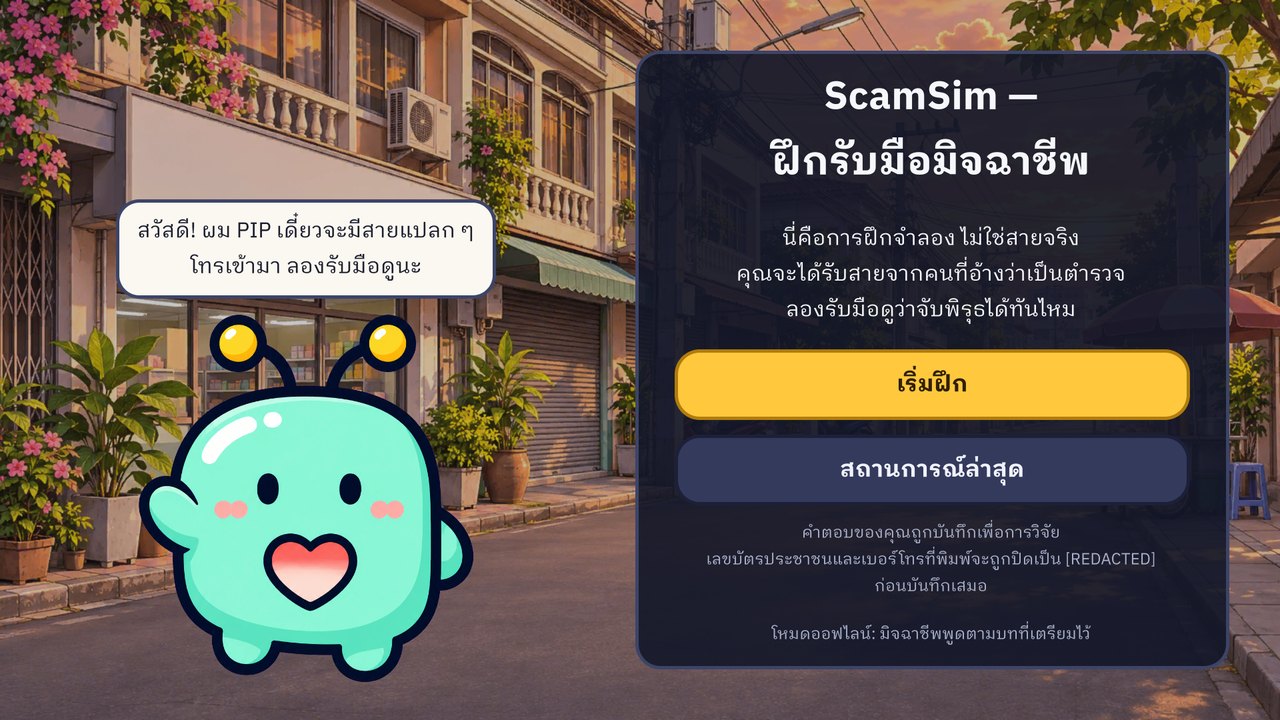 สวัสดี! ผม PIP เดี๋ยวจะมีสายแปลก ๆ
โทรเข้ามา ลองรับมือดูนะ
ScamSim —
ฝึกรับมือมิจฉาชีพ
นี่คือการฝึกจำลอง ไม่ใช่สายจริง
คุณจะได้รับสายจากคนที่อ้างว่าเป็นตำรวจ
ลองรับมือดูว่าจับพิรุธได้ทันไหม
เริ่มฝึก
สถานการณ์ล่าสุด
คำตอบของคุณถูกบันทึกเพื่อการวิจัย
เลขบัตรประชาชนและเบอร์โทรที่พิมพ์จะถูกปิดเป็น [REDACTED]
ก่อนบันทึกเสมอ
โหมดออฟไลน์: มิจฉาชีพพูดตามบทที่เตรียมไว้